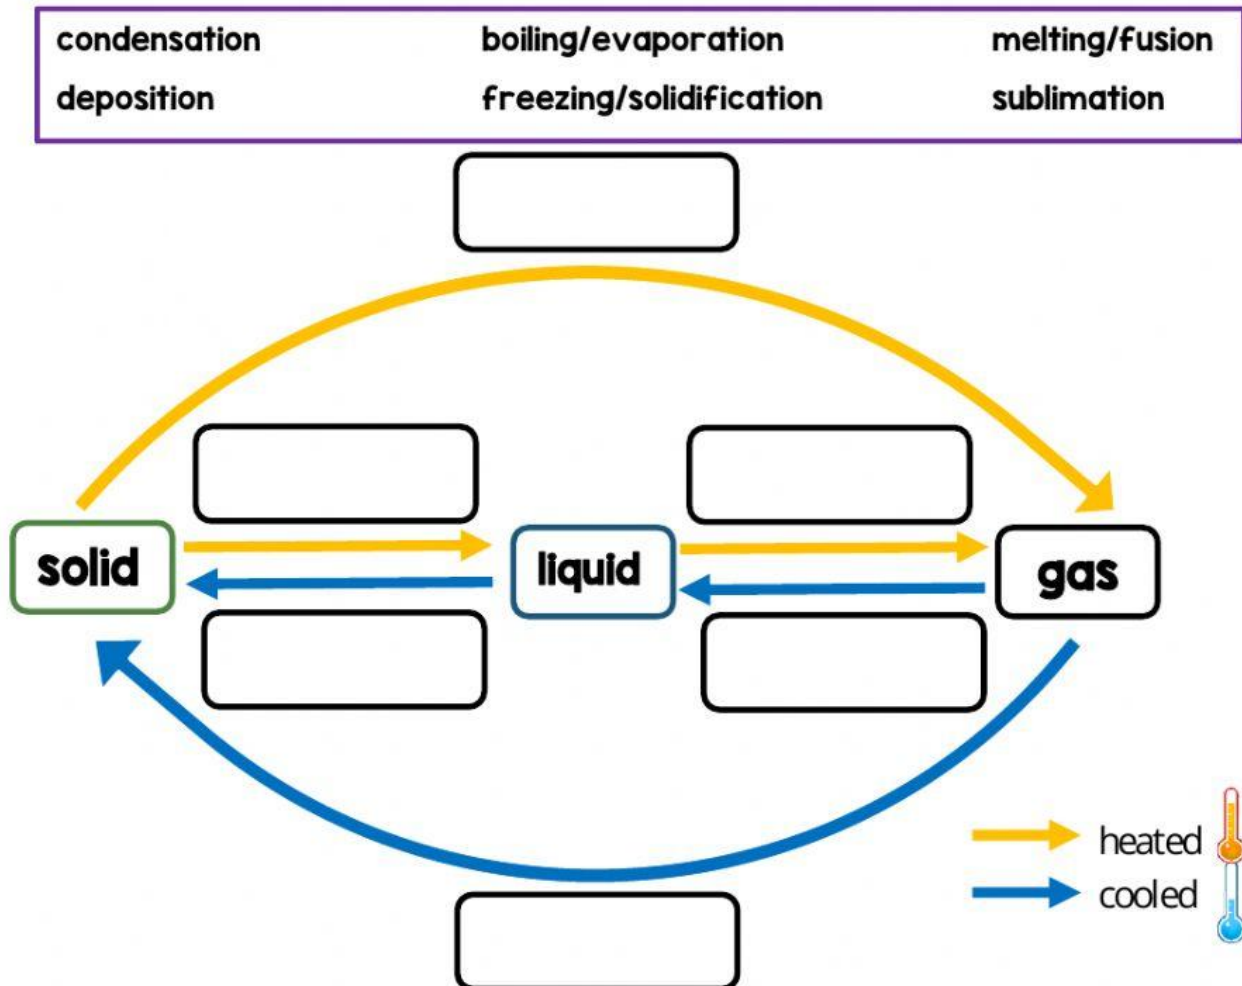 condensation boiling/evaporation melting/fusion
deposition freezing/solidification sublimation
solid liquid gas
heated
cooled